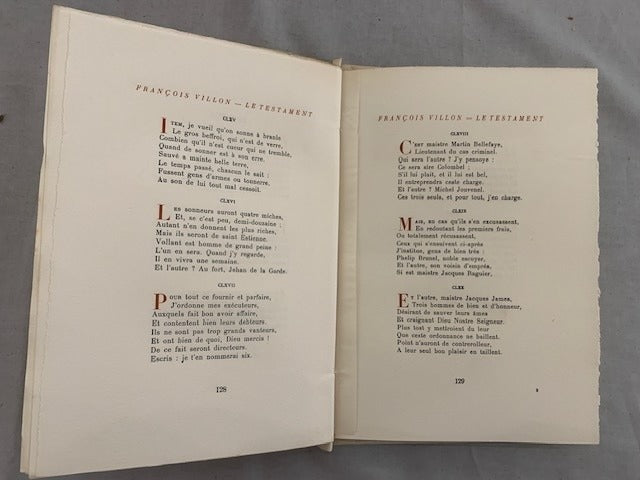 FRANÇOIS VILLON — LE TESTAMENT
CLXV
ITEM, je vueil qu'on sonne à branle
Le gros beffroi, qui n'est de verre,
Combien qu'il n'est cueur qui ne tremble,
Quand de sonner est à son erre.
Sauvé a mainte belle terre,
Le temps passé, chacun le sait :
Fussent gens d'armes ou tonnerre,
Au son de lui tout mal cessoit.
CLXVI
LES sonneurs auront quatre miches,
Et, se c'est peu, demi-douzaine :
Autant n'en donnent les plus riches,
Mais ils seront de saint Estienne.
Vollant est homme de grand peine :
L'un en sera. Quand j'y regarde,
Il en vivra une semaine.
Et l'autre ? Au fort, Jehan de la Garde.
CLXVII
POUR tout ce fournir et parfaire,
J'ordonne mes exécuteurs,
Auxquels fait bon avoir affaire,
Et contentent bien leurs debteurs.
Ils ne sont pas trop grands vanteurs,
Et ont bien de quoi, Dieu mercis !
De ce fait seront directeurs.
Escris : je t'en nommerai six.
128
FRANÇOIS VILLON — LE TESTAMENT
CLXVIII
C'EST maistre Martin Bellefaye,
Lieutenant du cas criminel.
Qui sera l'autre ? J'y pensoye :
Ce sera sire Colombel :
S'il lui plait, et il lui est bel,
Il entreprendra ceste charge.
Et l'autre ? Michel Jouvenel.
Ces trois seuls, et pour tout, j'en charge.
CLXIX
MAIS, EN CAS qu'ils s'en excusassent,
En redoutant les premiers frais,
Ou totalement récusassent,
Ceux qui s'ensuivent ci-après
J'institue, gens de bien très :
Phelip Brunel, noble escuyer,
Et l'autre, son voisin d'emprès,
Si est maistre Jacques Raguier.
CLXX
ET l'autre, maistre Jacques James,
Trois hommes de bien et d'honneur,
Désirant de sauver leurs âmes
Et craignant Dieu Nostre Seigneur.
Plus tost y mettroient du leur
Que ceste ordonnance ne baillent.
Point n'auront de contrerolleur,
A leur seul bon plaisir en taillent.
129